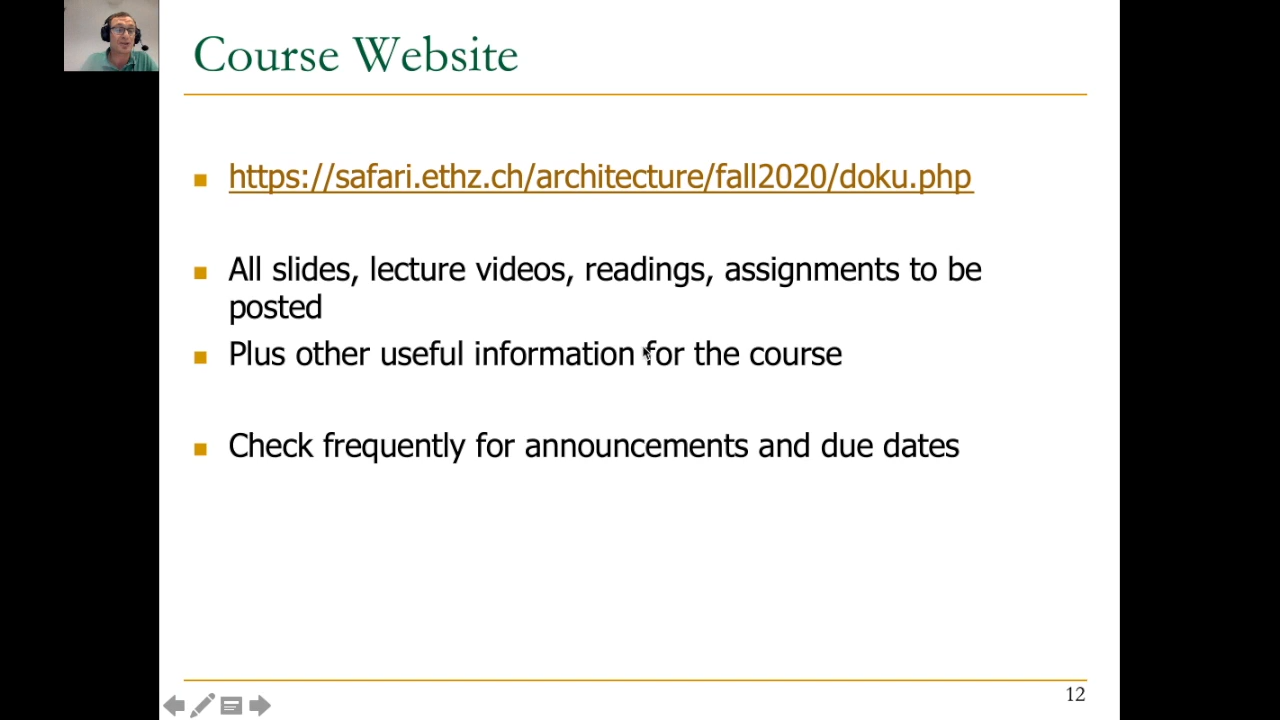 Course Website
https://safari.ethz.ch/architecture/fall2020/doku.php
All slides, lecture videos, readings, assignments to be
posted
Plus other useful information for the course
Check frequently for announcements and due dates
12